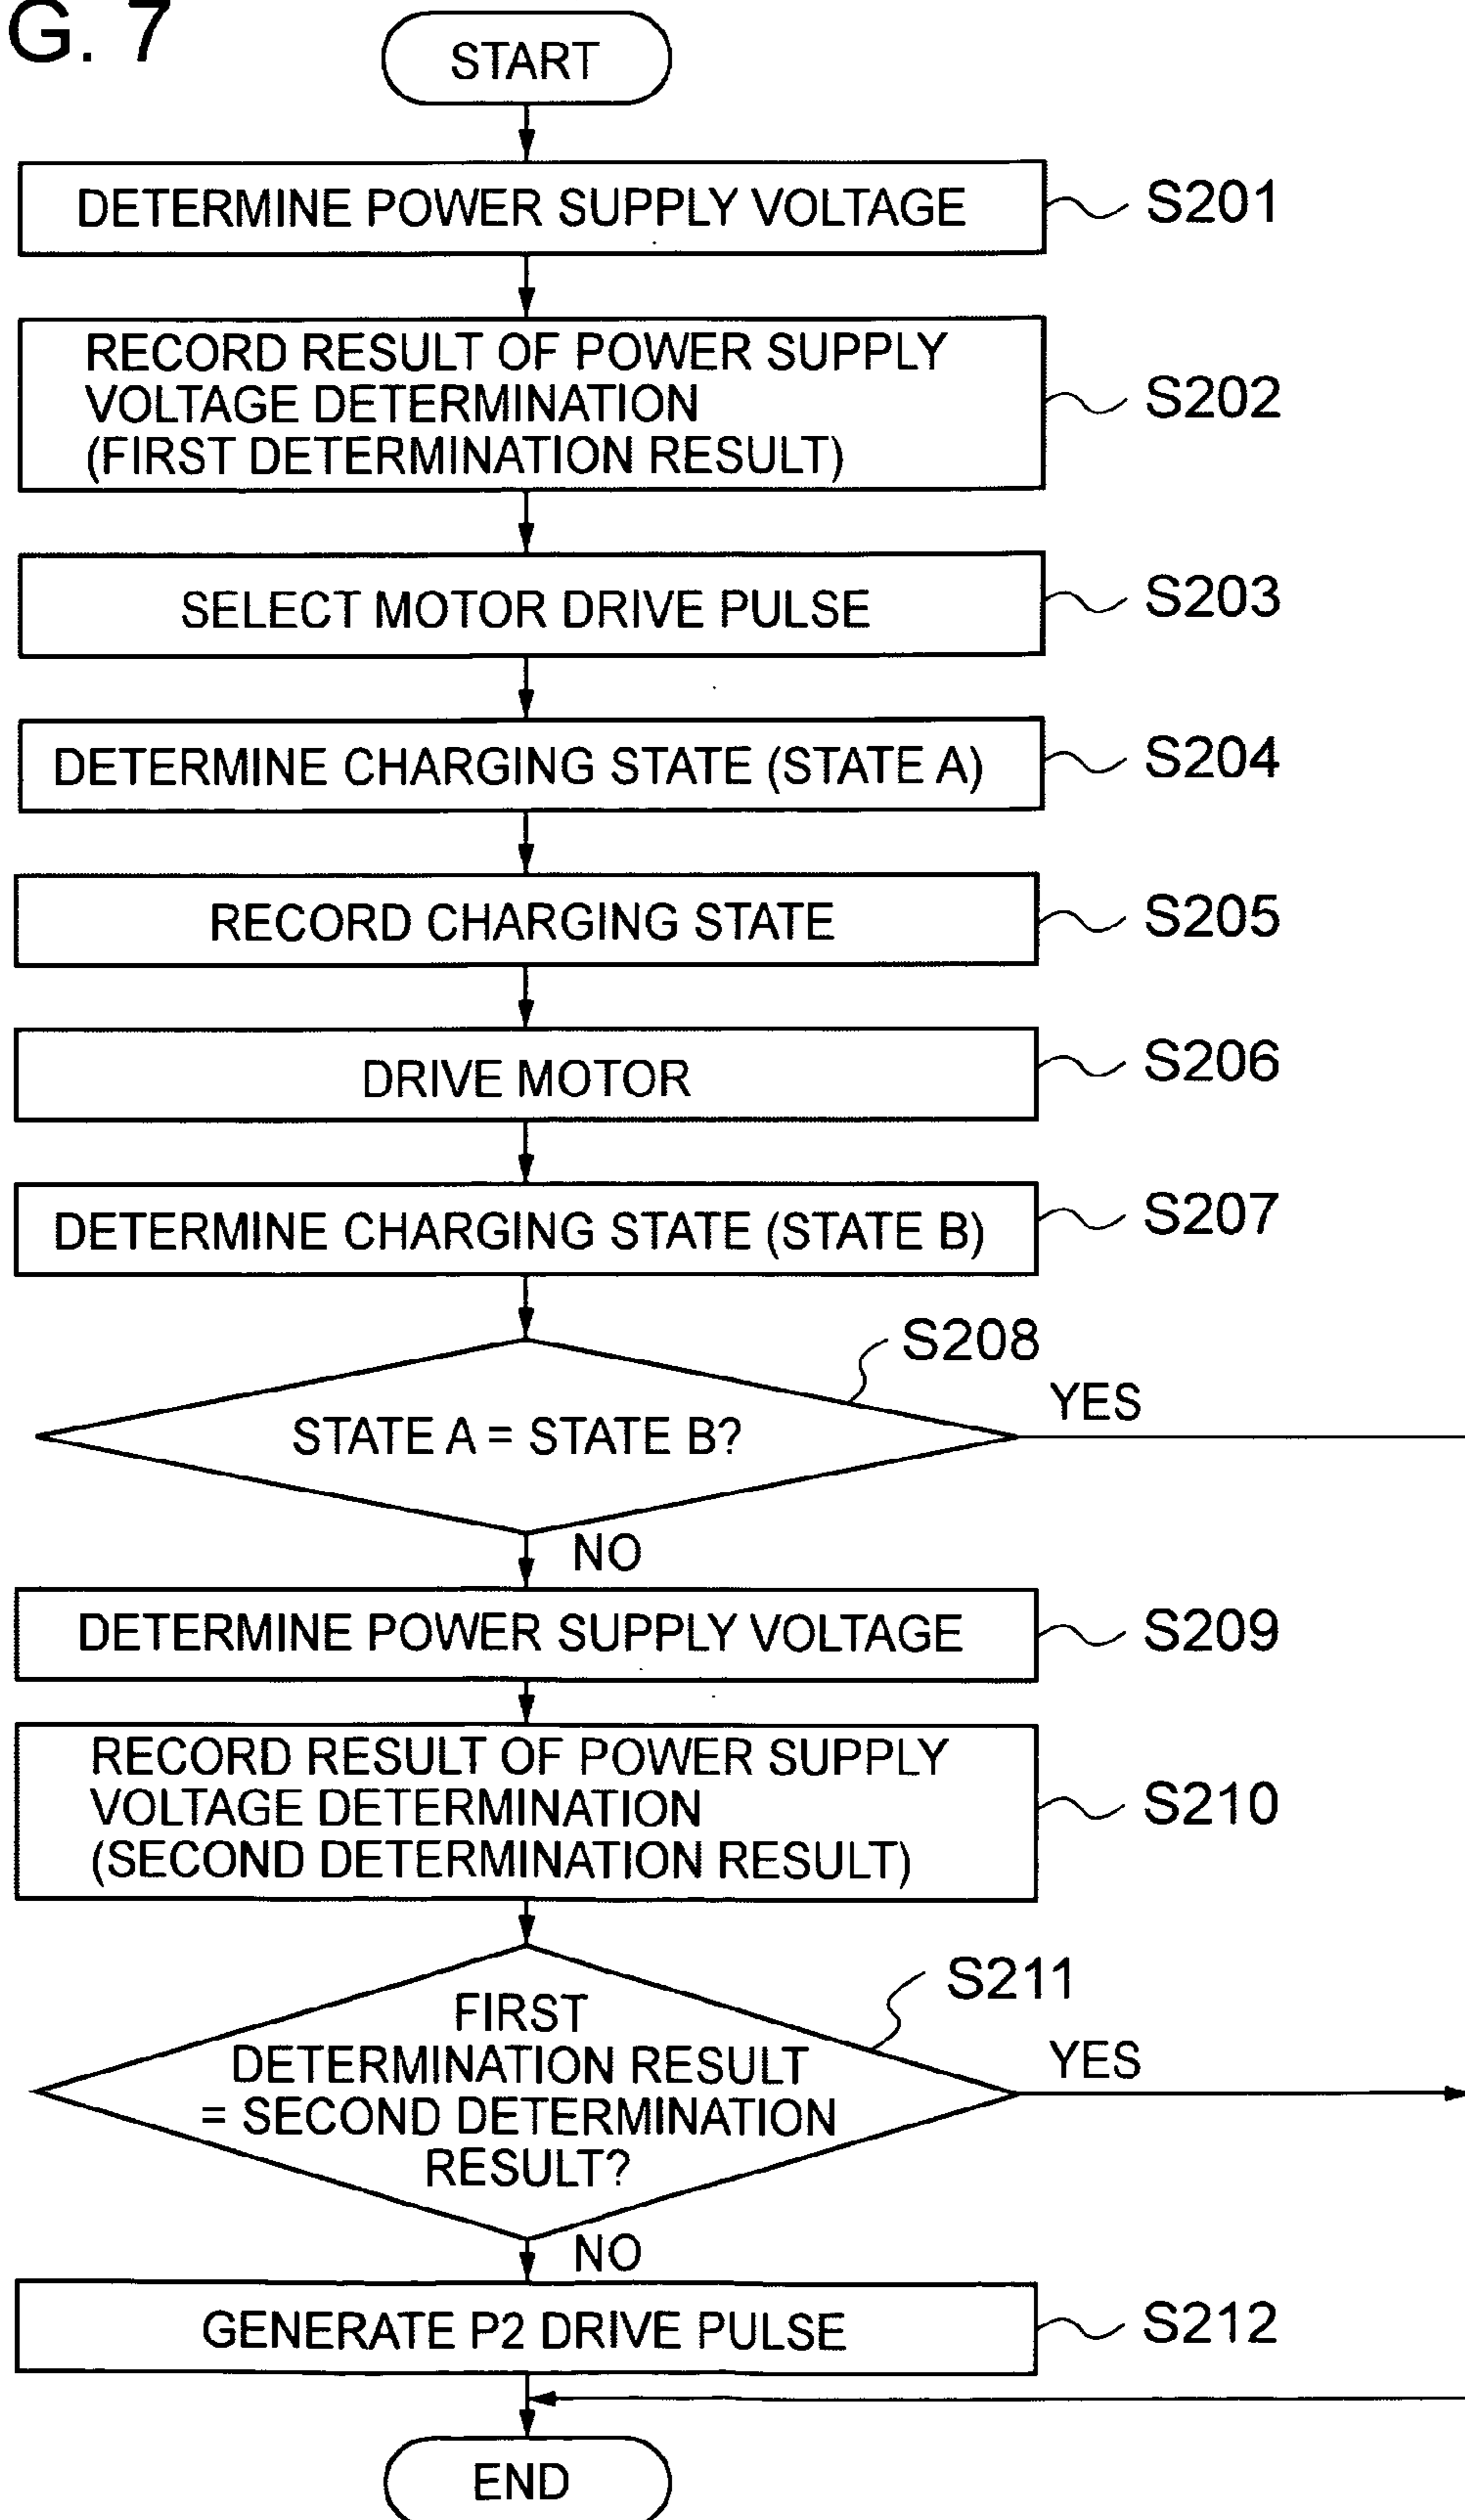 G. 7
START
DETERMINE POWER SUPPLY VOLTAGE
S201
RECORD RESULT OF POWER SUPPLY
VOLTAGE DETERMINATION
(FIRST DETERMINATION RESULT)
S202
SELECT MOTOR DRIVE PULSE
S203
DETERMINE CHARGING STATE (STATE A)
S204
RECORD CHARGING STATE
S205
DRIVE MOTOR
S206
DETERMINE CHARGING STATE (STATE B)
S207
S208
STATE A = STATE B?
YES
NO
DETERMINE POWER SUPPLY VOLTAGE
S209
RECORD RESULT OF POWER SUPPLY
VOLTAGE DETERMINATION
(SECOND DETERMINATION RESULT)
S210
S211
FIRST
DETERMINATION RESULT
= SECOND DETERMINATION
RESULT?
YES
NO
GENERATE P2 DRIVE PULSE
S212
END